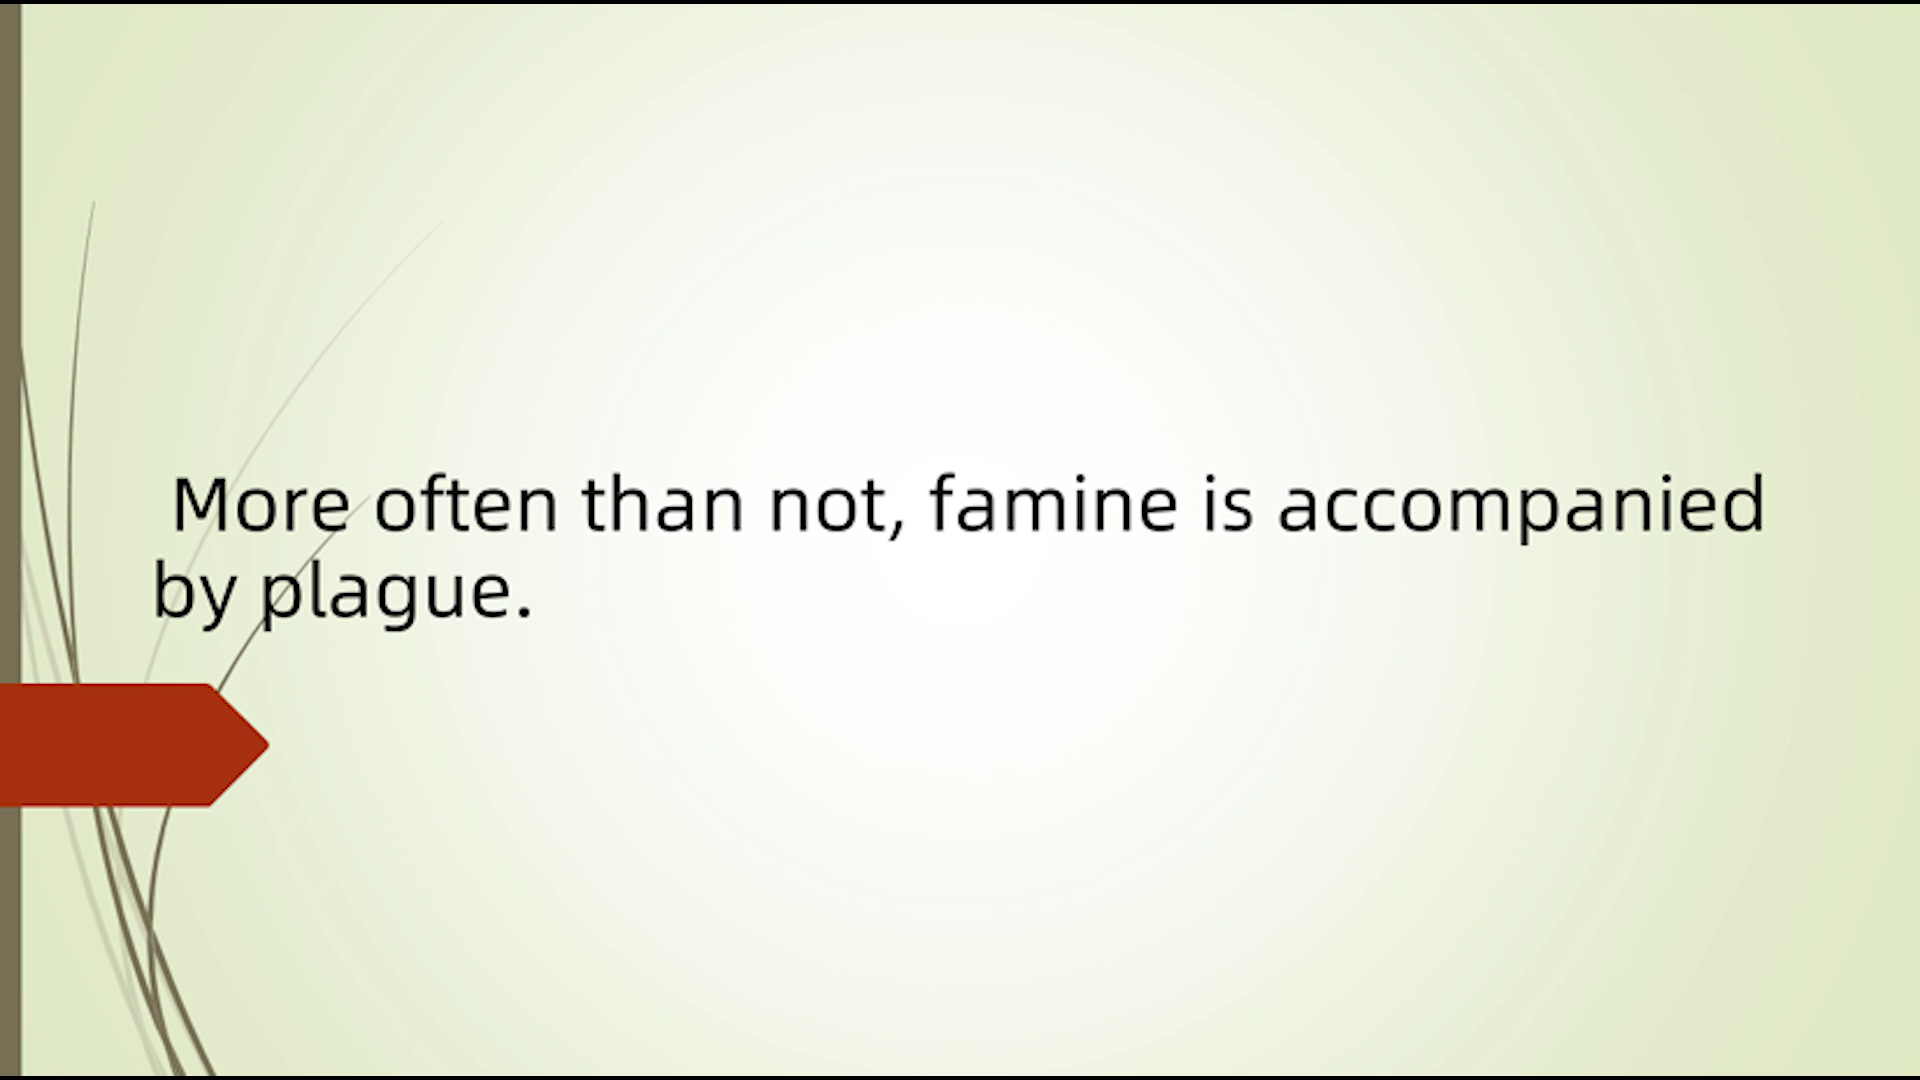 More often than not, famine is accompanied
by plague.